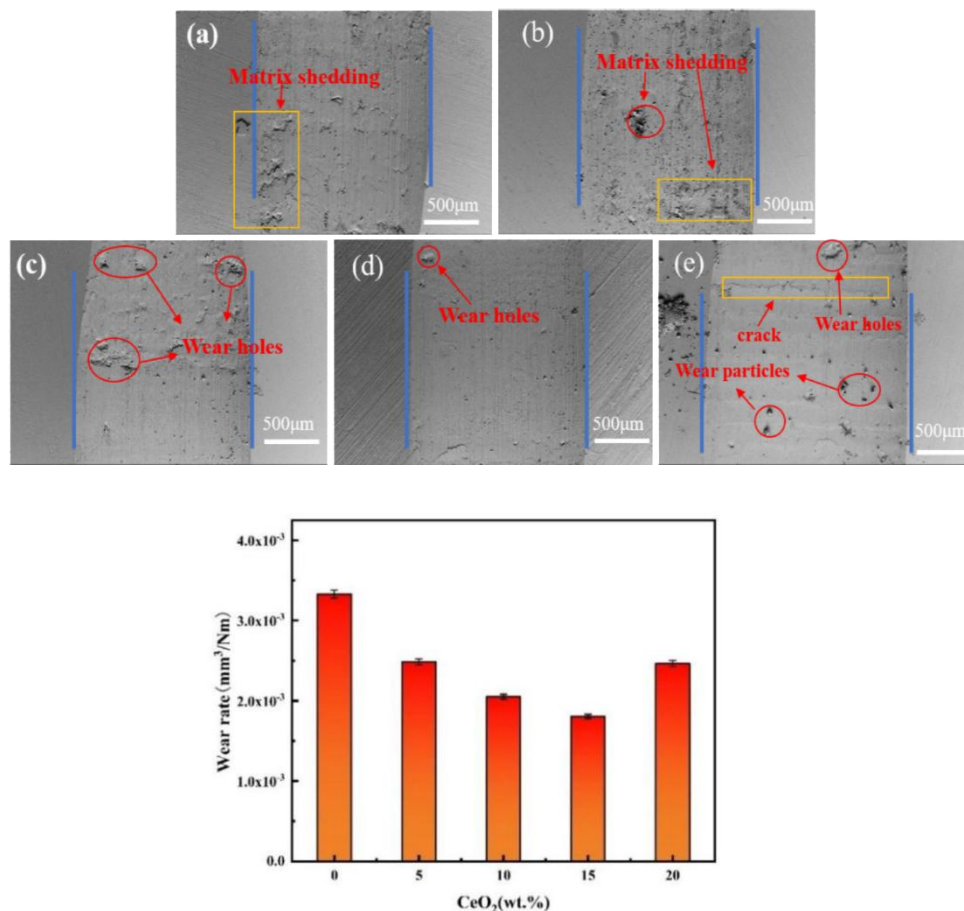 (a)
Matrix shedding
500μm
(b)
Matrix shedding
500μm
(c)
Wear holes
500μm
(d)
Wear holes
500μm
(e)
crack
Wear holes
Wear particles
500μm
4.0x10⁻³
3.0x10⁻³
2.0x10⁻³
1.0x10⁻³
0.0
Wear rate（mm³/Nm）
0 5 10 15 20
CeO₂(wt.%)